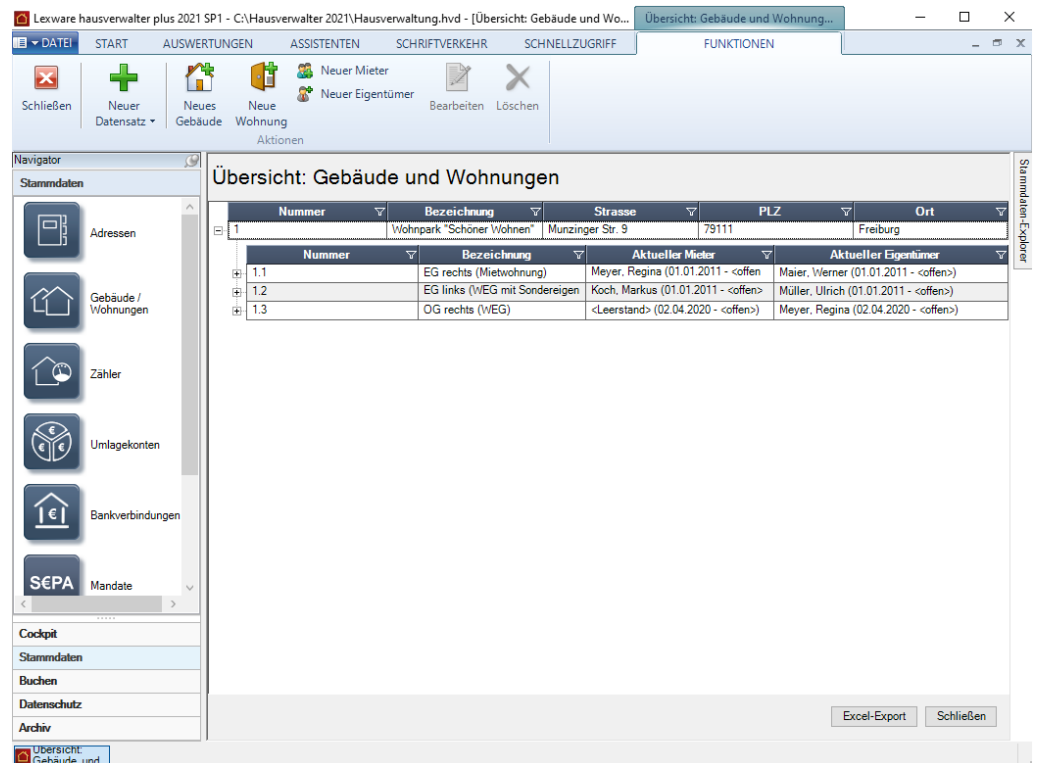 Lexware hausverwalter plus 2021 SP1 - C:\Hausverwalter 2021\Hausverwaltung.hvd - [Übersicht: Gebäude und Wo... Übersicht: Gebäude und Wohnung...
DATEI START AUSWERTUNGEN ASSISTENTEN SCHRIFTVERKEHR SCHNELLZUGRIFF FUNKTIONEN
Schließen
Neuer
Datensatz
Neues
Gebäude
Neue
Wohnung
Neuer Mieter
Neuer Eigentümer
Bearbeiten
Löschen
Aktionen
Navigator
Stammdaten
Adressen
Gebäude /
Wohnungen
Zähler
Umlagekonten
Bankverbindungen
S€PA Mandate
Cockpit
Stammdaten
Buchen
Datenschutz
Archiv
Übersicht: Gebäude und Wohnungen
Nummer Bezeichnung Strasse PLZ Ort
1 Wohnpark "Schöner Wohnen" Munzinger Str. 9 79111 Freiburg
Nummer Bezeichnung Aktueller Mieter Aktueller Eigentümer
1.1 EG rechts (Mietwohnung) Meyer, Regina (01.01.2011 - <offen Maier, Werner (01.01.2011 - <offen>)
1.2 EG links (WEG mit Sondereigen Koch, Markus (01.01.2011 - <offen> Müller, Ulrich (01.01.2011 - <offen>)
1.3 OG rechts (WEG) <Leerstand> (02.04.2020 - <offen>) Meyer, Regina (02.04.2020 - <offen>)
Excel-Export Schließen
Stammdaten-Explorer
Übersicht:
Gebäude und